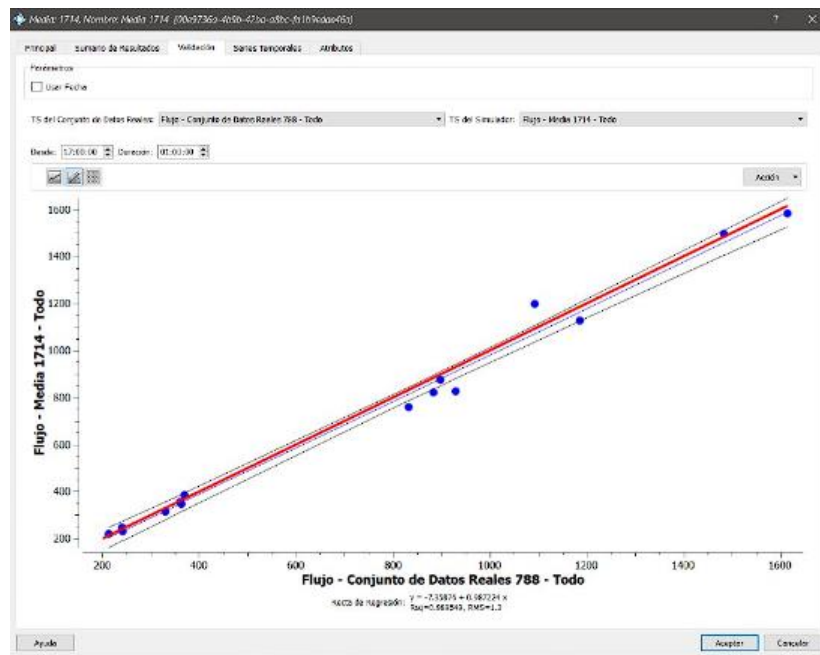 Media: 1714, Nombre: Media 1714
Principal Sumario de Resultados Validación Series Temporales Atributos
Parámetros
Usar Fecha
TS del Conjunto de Datos Reales: Flujo - Conjunto de Datos Reales 788 - Todo TS del Simulador: Flujo - Media 1714 - Todo
Desde: 17:00:00 Duración: 01:00:00
Acción
1600
1400
1200
1000
800
600
400
200
Flujo - Media 1714 - Todo
200 400 600 800 1000 1200 1400 1600
Flujo - Conjunto de Datos Reales 788 - Todo
Recta de Regresión: y = -7.35876 + 0.987224 x
Ayuda Aceptar Cancelar